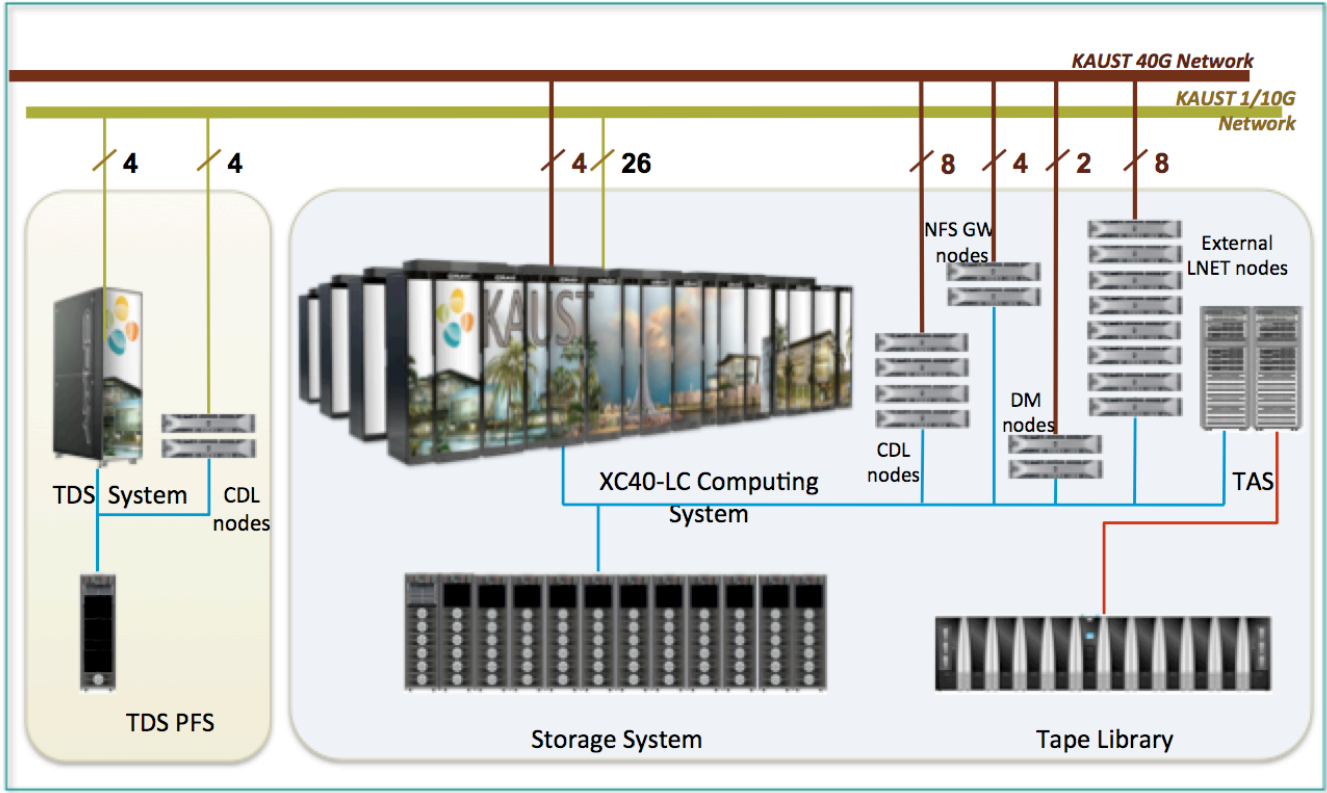 KAUST 40G Network
KAUST 1/10G
Network
4
4
4
26
8
4
2
8
NFS GW
nodes
External
LNET nodes
KAUST
DM
nodes
CDL
nodes
TDS System
CDL
nodes
XC40-LC Computing
System
TAS
TDS PFS
Storage System
Tape Library